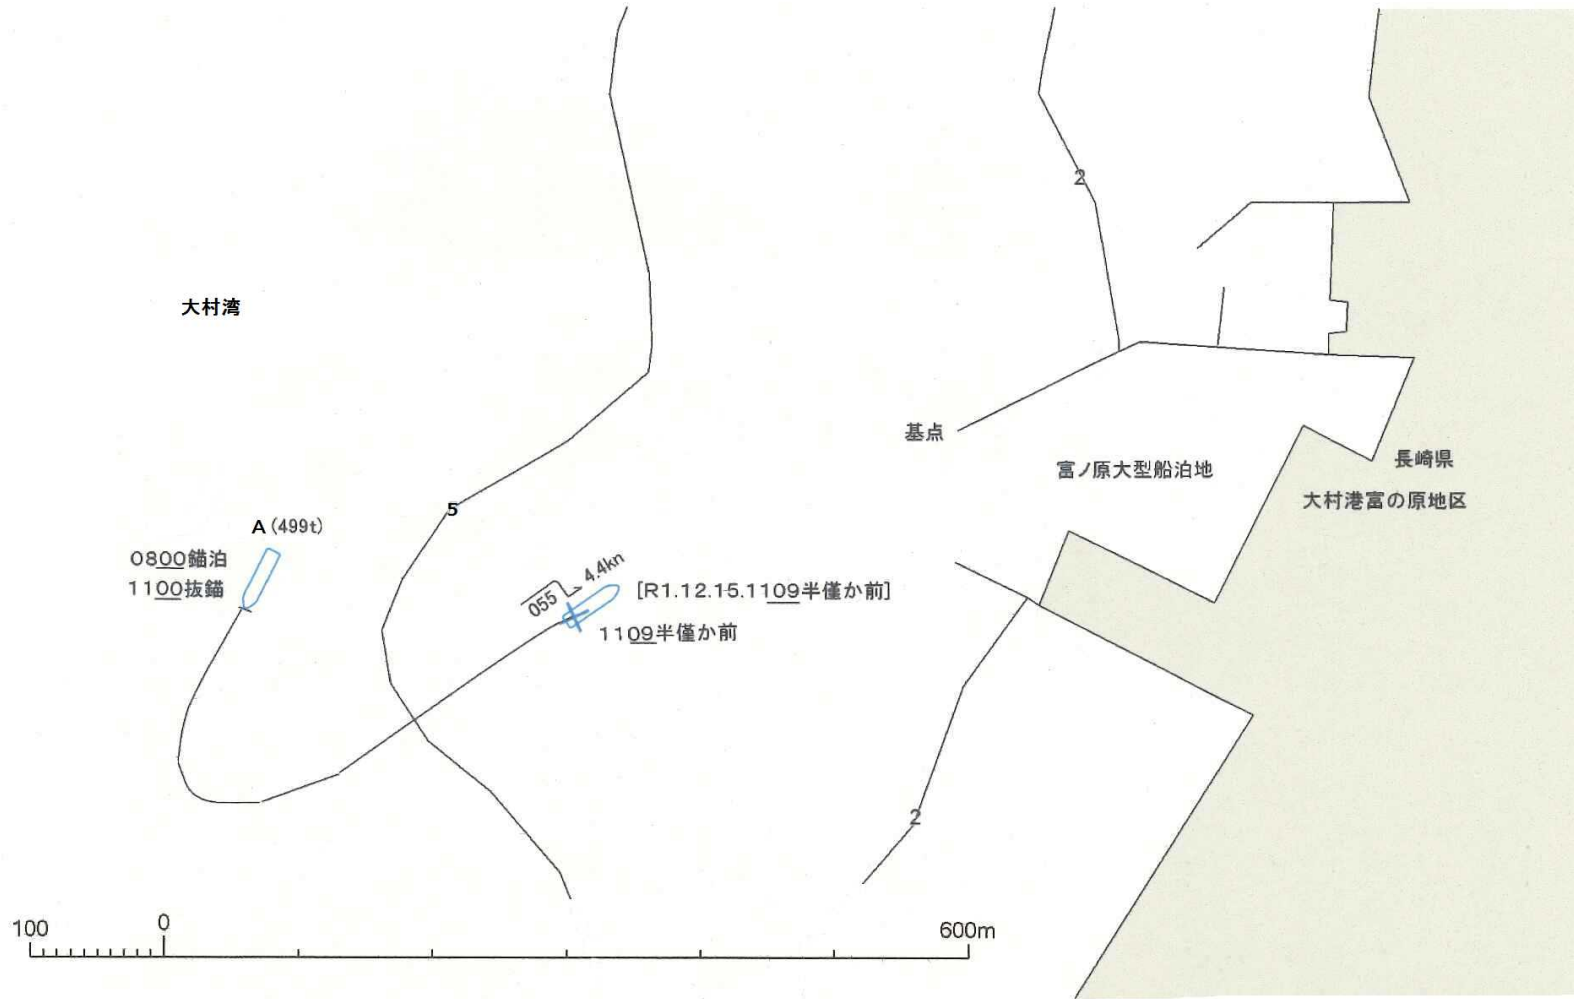 2
大村湾
基点
長崎県
富ノ原大型船泊地
大村港富の原地区
5
A(499t)
0800錨泊
1100抜錨
055
4.4kn
[R1.12.15.1109半僅か前]
1109半僅か前
2
100 0 600m